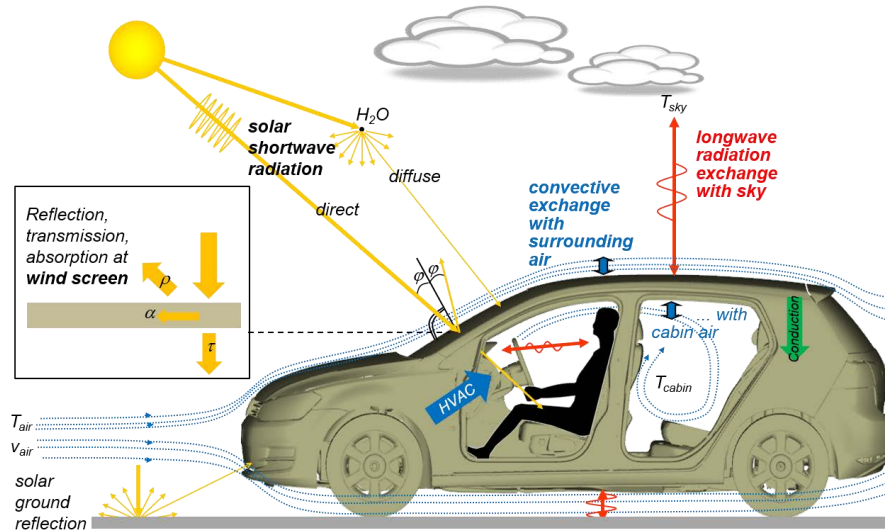 H2O
solar
shortwave
radiation
diffuse
direct
Tsky
longwave
radiation
exchange
with sky
convective
exchange
with
surrounding
air
Reflection,
transmission,
absorption at
wind screen
ρ
α
τ
φ
φ
... with
cabin air
Conduction
HVAC
Tcabin
Tair
vair
solar
ground
reflection